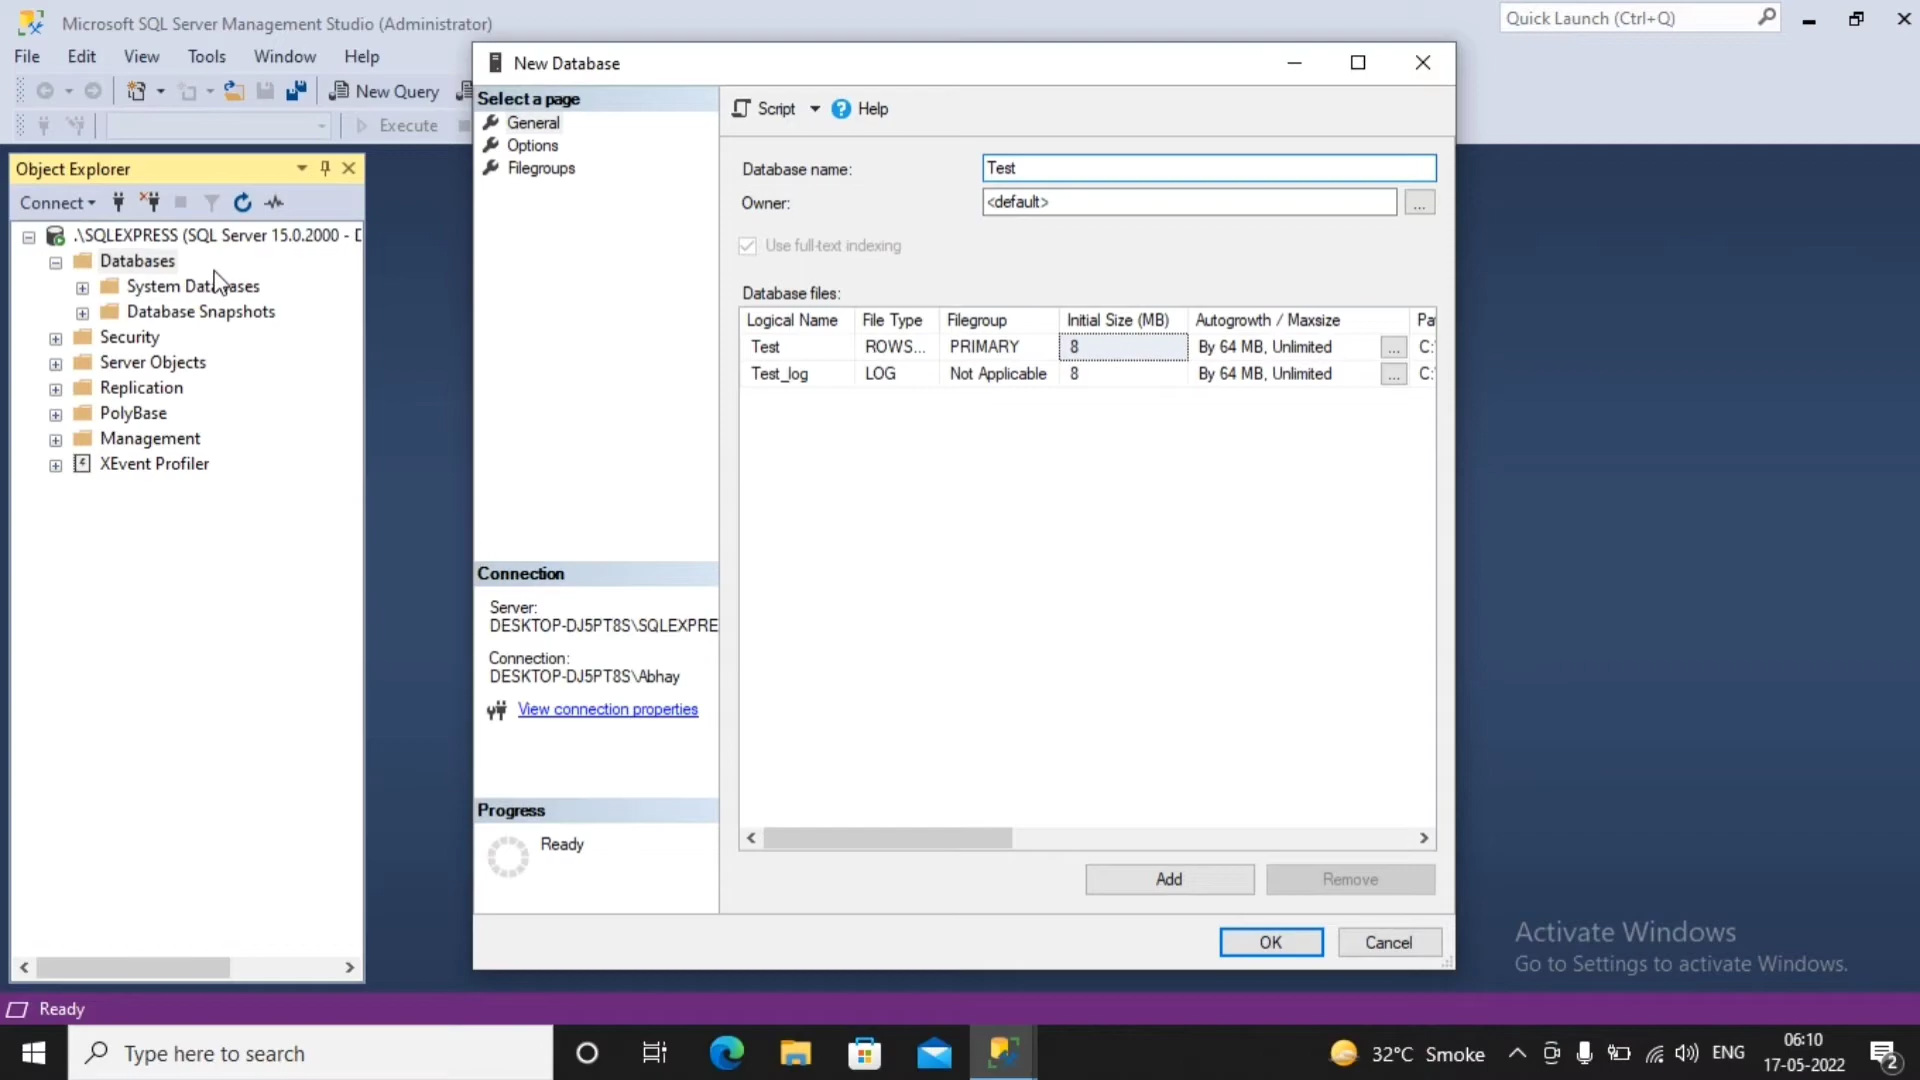 Microsoft SQL Server Management Studio (Administrator)
Quick Launch (Ctrl+Q)
File Edit View Tools Window Help
New Query
Execute
Object Explorer
Connect
.\SQLEXPRESS (SQL Server 15.0.2000 - D
Databases
System Databases
Database Snapshots
Security
Server Objects
Replication
PolyBase
Management
XEvent Profiler
New Database
Select a page
General
Options
Filegroups
Script Help
Database name: Test
Owner: <default> ...
Use full-text indexing
Database files:
Logical Name File Type Filegroup Initial Size (MB) Autogrowth / Maxsize Pa
Test ROWS... PRIMARY 8 By 64 MB, Unlimited ... C:
Test_log LOG Not Applicable 8 By 64 MB, Unlimited ... C:
Connection
Server:
DESKTOP-DJ5PT8S\SQLEXPRE
Connection:
DESKTOP-DJ5PT8S\Abhay
View connection properties
Progress
Ready
Add Remove
OK Cancel
Activate Windows
Go to Settings to activate Windows.
Ready
Type here to search
32°C Smoke
ENG
06:10
17-05-2022
2